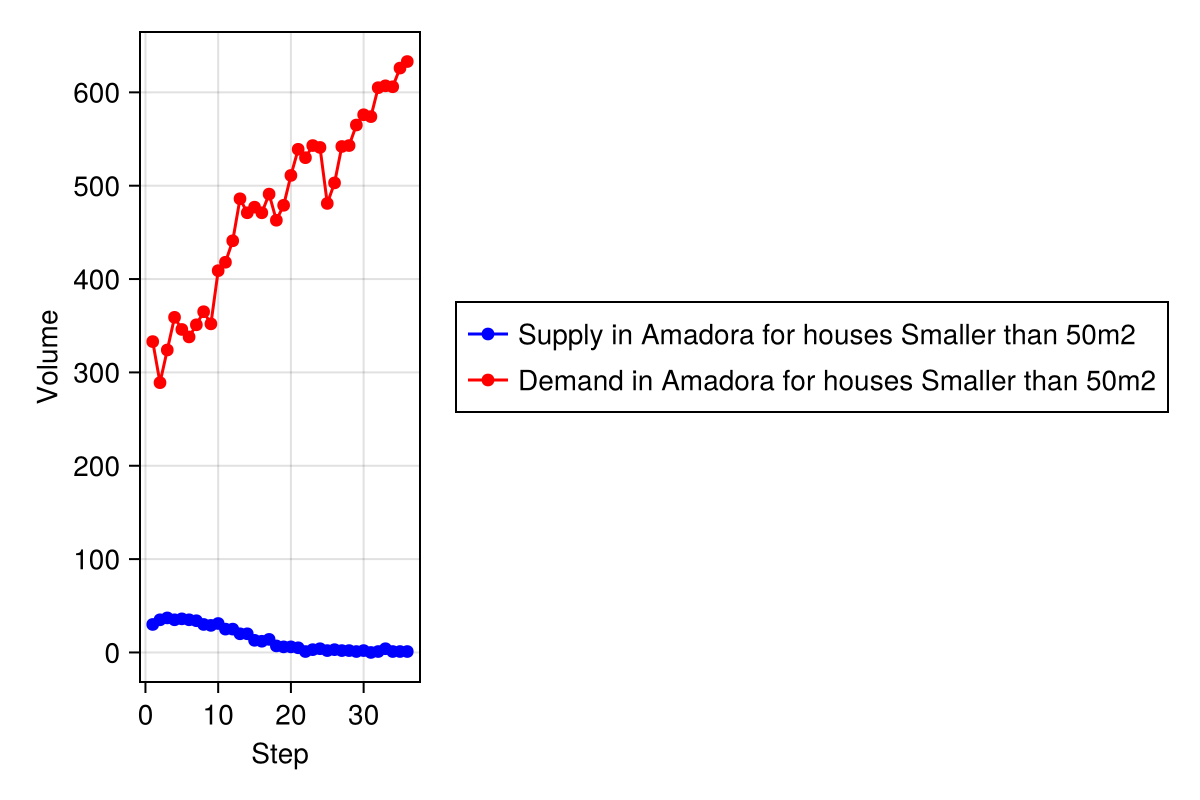 600
500
400
300
200
100
0
Volume
0 10 20 30
Step
Supply in Amadora for houses Smaller than 50m2
Demand in Amadora for houses Smaller than 50m2